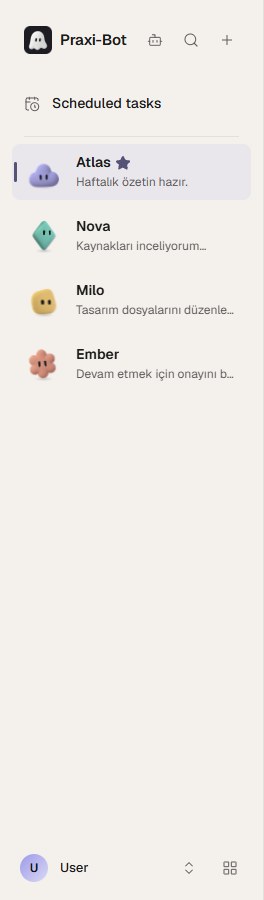 Praxi-Bot
Scheduled tasks
Atlas
Haftalık özetin hazır.
Nova
Kaynakları inceliyorum...
Milo
Tasarım dosyalarını düzenle...
Ember
Devam etmek için onayını b...
U User